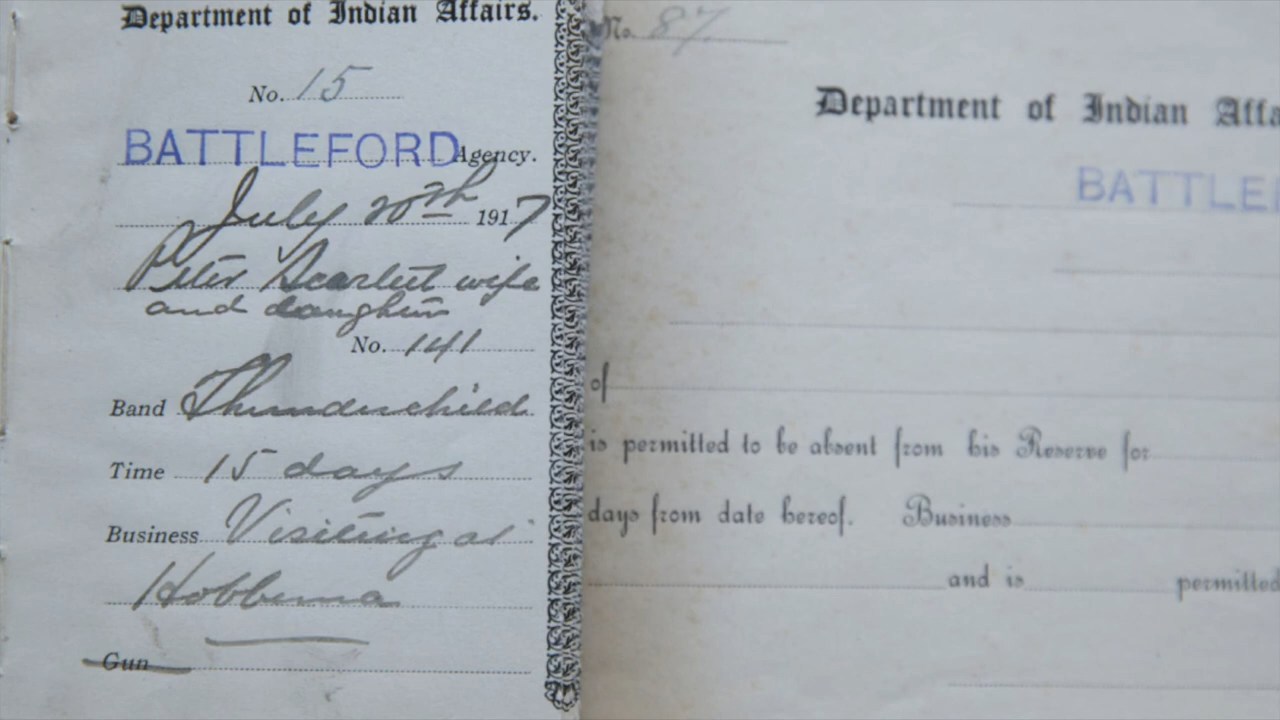 Department of Indian Affairs.
No. 15
BATTLEFORD Agency.
July 20th 1917
Peter Scarlett wife
and daughter
No. 141
Band Thunderchild
Time 15 days
Business Visiting at
Hobbema
Gun
No. 87
Department of Indian Affa
BATTLE
of
is permitted to be absent from his Reserve for
days from date hereof. Business
and is permitted